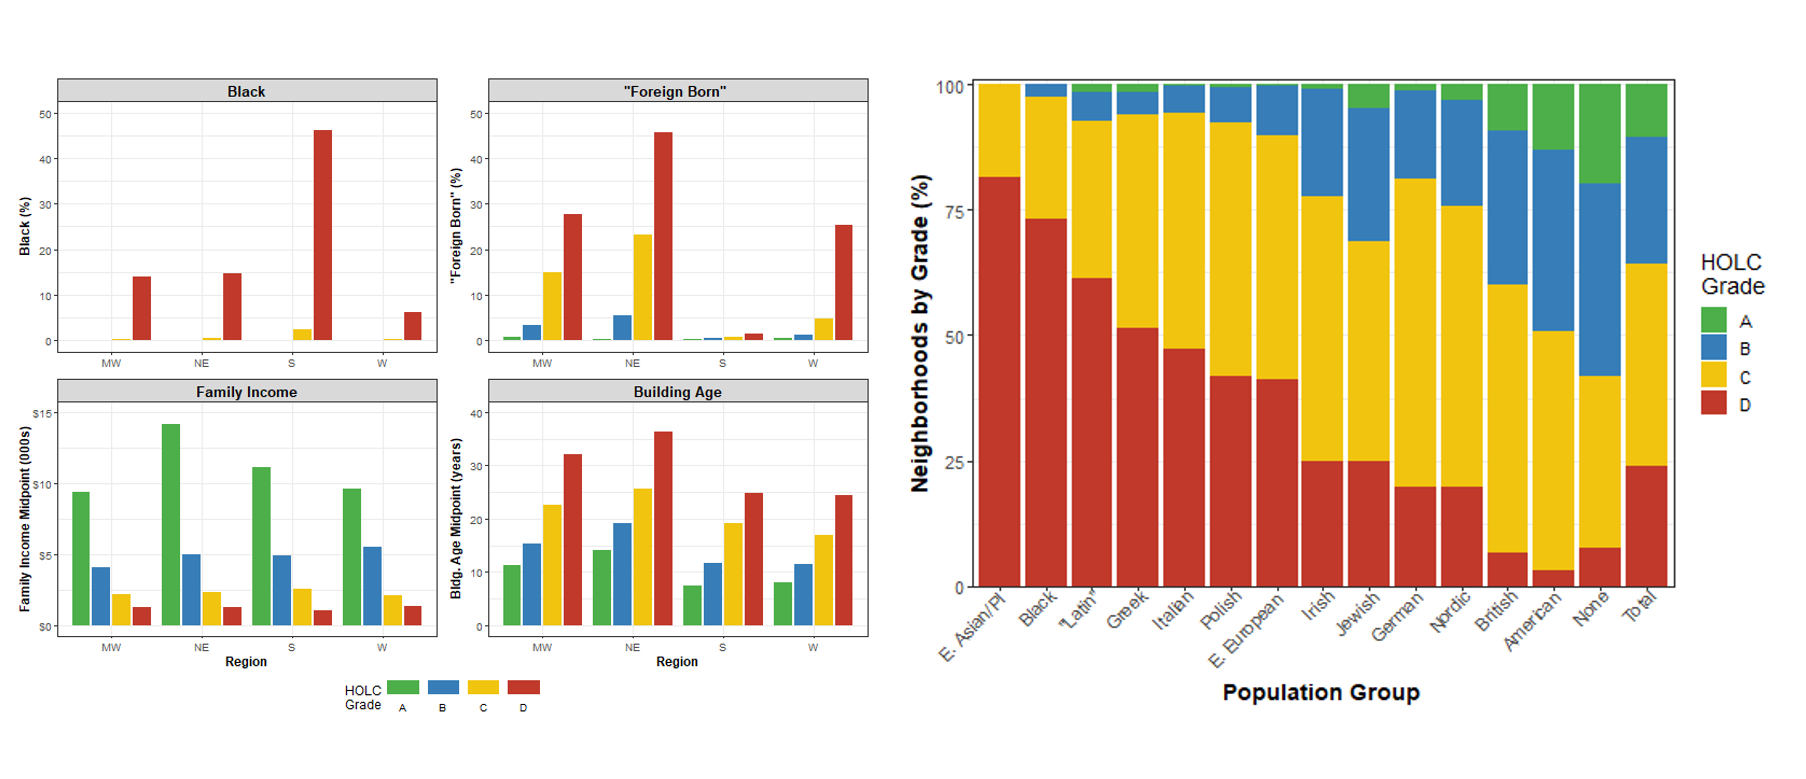 Black
Black (%)
50
40
30
20
10
0
MW NE S W
"Foreign Born"
"Foreign Born" (%)
50
40
30
20
10
0
MW NE S W
Family Income
Family Income Midpoint (000s)
$15
$10
$5
$0
MW NE S W
Region
Building Age
Bldg. Age Midpoint (years)
40
30
20
10
0
MW NE S W
Region
HOLC
Grade
A B C D
Neighborhoods by Grade (%)
100
75
50
25
0
E. Asian/PI
Black
"Latin"
Greek
Italian
Polish
E. European
Irish
Jewish
German
Nordic
British
American
None
Total
Population Group
HOLC
Grade
A
B
C
D